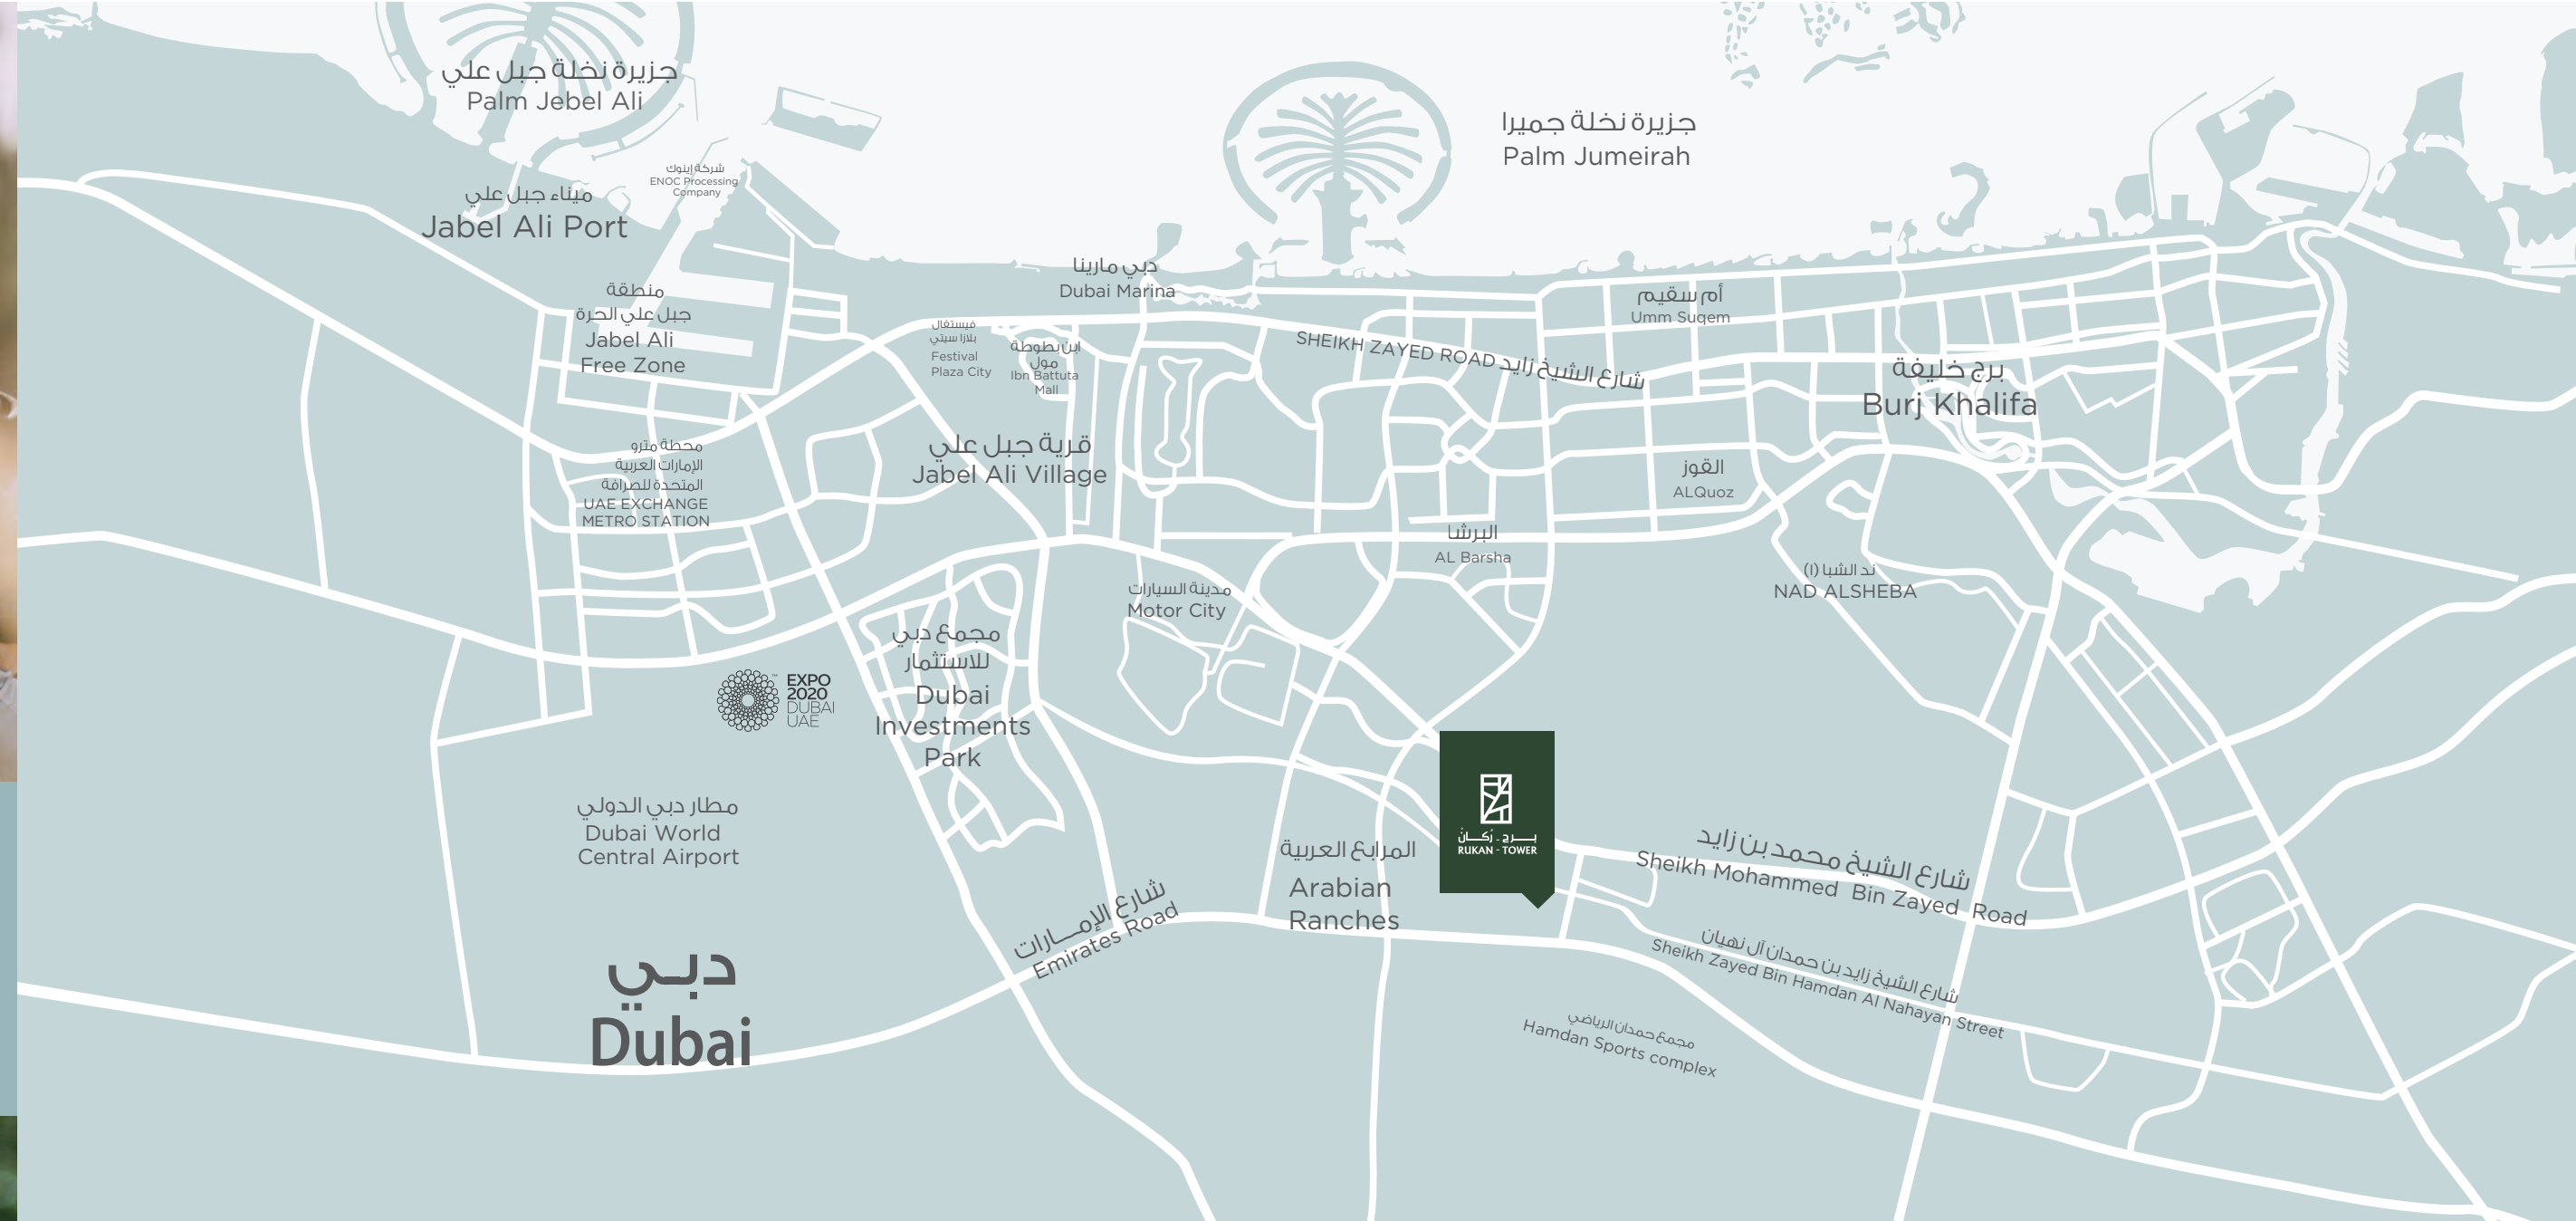 جزيرة نخلة جبل علي
Palm Jebel Ali
جزيرة نخلة جميرا
Palm Jumeirah
شركة إينوك
ENOC Processing
Company
ميناء جبل علي
Jabel Ali Port
دبي مارينا
Dubai Marina
منطقة
جبل علي الحرة
Jabel Ali
Free Zone
أم سقيم
Umm Suqem
فيستفال
بلازا سيتي
Festival
Plaza City
ابن بطوطة
مول
Ibn Battuta
Mall
SHEIKH ZAYED ROAD شارع الشيخ زايد
برج خليفة
Burj Khalifa
محطة مترو
الإمارات العربية
المتحدة للصرافة
UAE EXCHANGE
METRO STATION
قرية جبل علي
Jabel Ali Village
القوز
ALQuoz
البرشا
AL Barsha
ند الشبا (١)
NAD ALSHEBA
مدينة السيارات
Motor City
مجمع دبي
للاستثمار
Dubai
Investments
Park
EXPO
2020
DUBAI
UAE
™
مطار دبي الدولي
Dubai World
Central Airport
برج - رُكان
RUKAN - TOWER
المرابع العربية
Arabian
Ranches
شارع الشيخ محمد بن زايد
Sheikh Mohammed Bin Zayed Road
شارع الإمارات
Emirates Road
شارع الشيخ زايد بن حمدان آل نهيان
Sheikh Zayed Bin Hamdan Al Nahayan Street
مجمع حمدان الرياضي
Hamdan Sports complex
دبي
Dubai